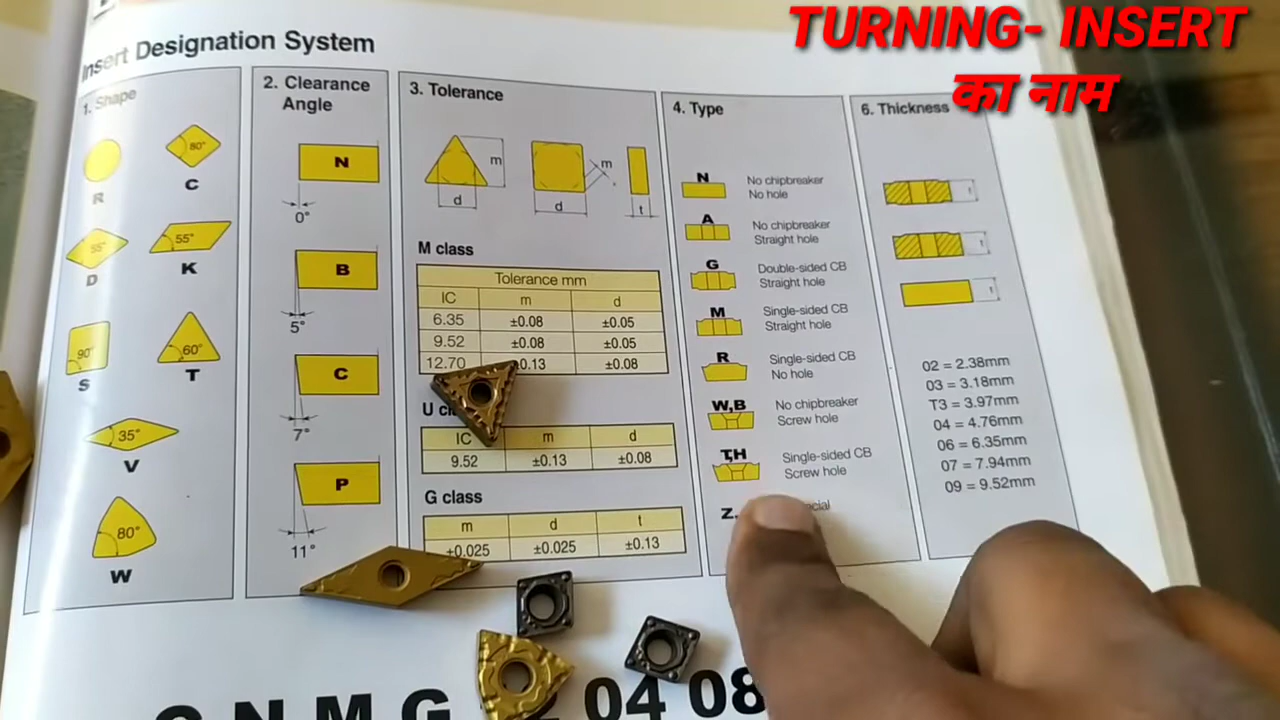 TURNING- INSERT
का नाम
Insert Designation System
1. Shape
R
80°
C
55°
D
55°
K
90°
S
60°
T
35°
V
80°
W
2. Clearance
Angle
N
0°
B
5°
C
7°
P
11°
3. Tolerance
m
d
m
d
t
M class
Tolerance mm
IC m d
6.35 ±0.08 ±0.05
9.52 ±0.08 ±0.05
12.70 ±0.13 ±0.08
U
IC m d
9.52 ±0.13 ±0.08
G class
m d t
±0.025 ±0.025 ±0.13
4. Type
N No chipbreaker
No hole
A No chipbreaker
Straight hole
G Double-sided CB
Straight hole
M Single-sided CB
Straight hole
R Single-sided CB
No hole
W,B No chipbreaker
Screw hole
T,H Single-sided CB
Screw hole
Z.
6. Thickness
t
t
t
02 = 2.38mm
03 = 3.18mm
T3 = 3.97mm
04 = 4.76mm
06 = 6.35mm
07 = 7.94mm
09 = 9.52mm
C N M G 04 08